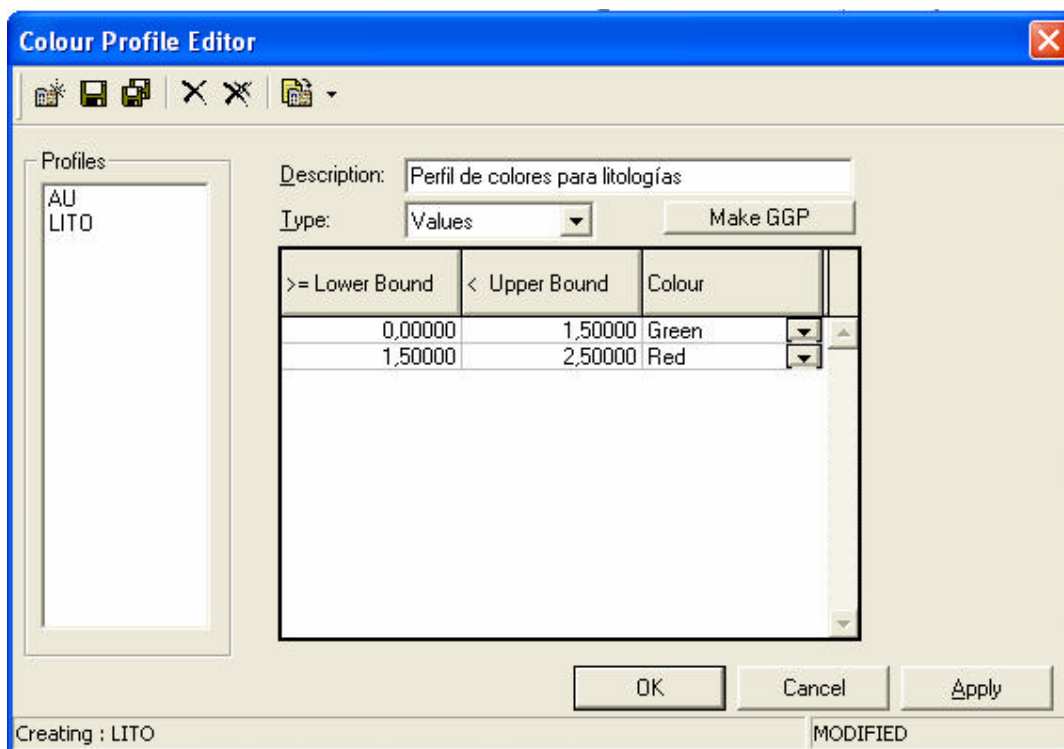 Colour Profile Editor
Profiles
AU
LITO
Description: Perfil de colores para litologías
Type: Values Make GGP
>= Lower Bound < Upper Bound Colour
0,00000 1,50000 Green
1,50000 2,50000 Red
OK Cancel Apply
Creating : LITO MODIFIED